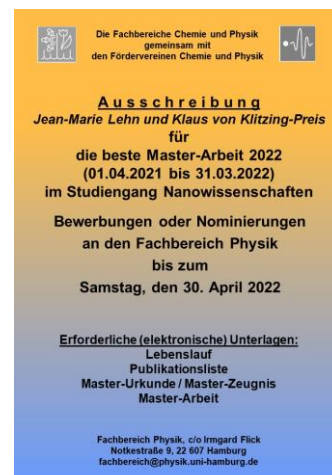 Die Fachbereiche Chemie und Physik
gemeinsam mit
den Fördervereinen Chemie und Physik
Ausschreibung
Jean-Marie Lehn und Klaus von Klitzing-Preis
für
die beste Master-Arbeit 2022
(01.04.2021 bis 31.03.2022)
im Studiengang Nanowissenschaften
Bewerbungen oder Nominierungen
an den Fachbereich Physik
bis zum
Samstag, den 30. April 2022
Erforderliche (elektronische) Unterlagen:
Lebenslauf
Publikationsliste
Master-Urkunde / Master-Zeugnis
Master-Arbeit
Fachbereich Physik, c/o Irmgard Flick
Notkestraße 9, 22 607 Hamburg
fachbereich@physik.uni-hamburg.de